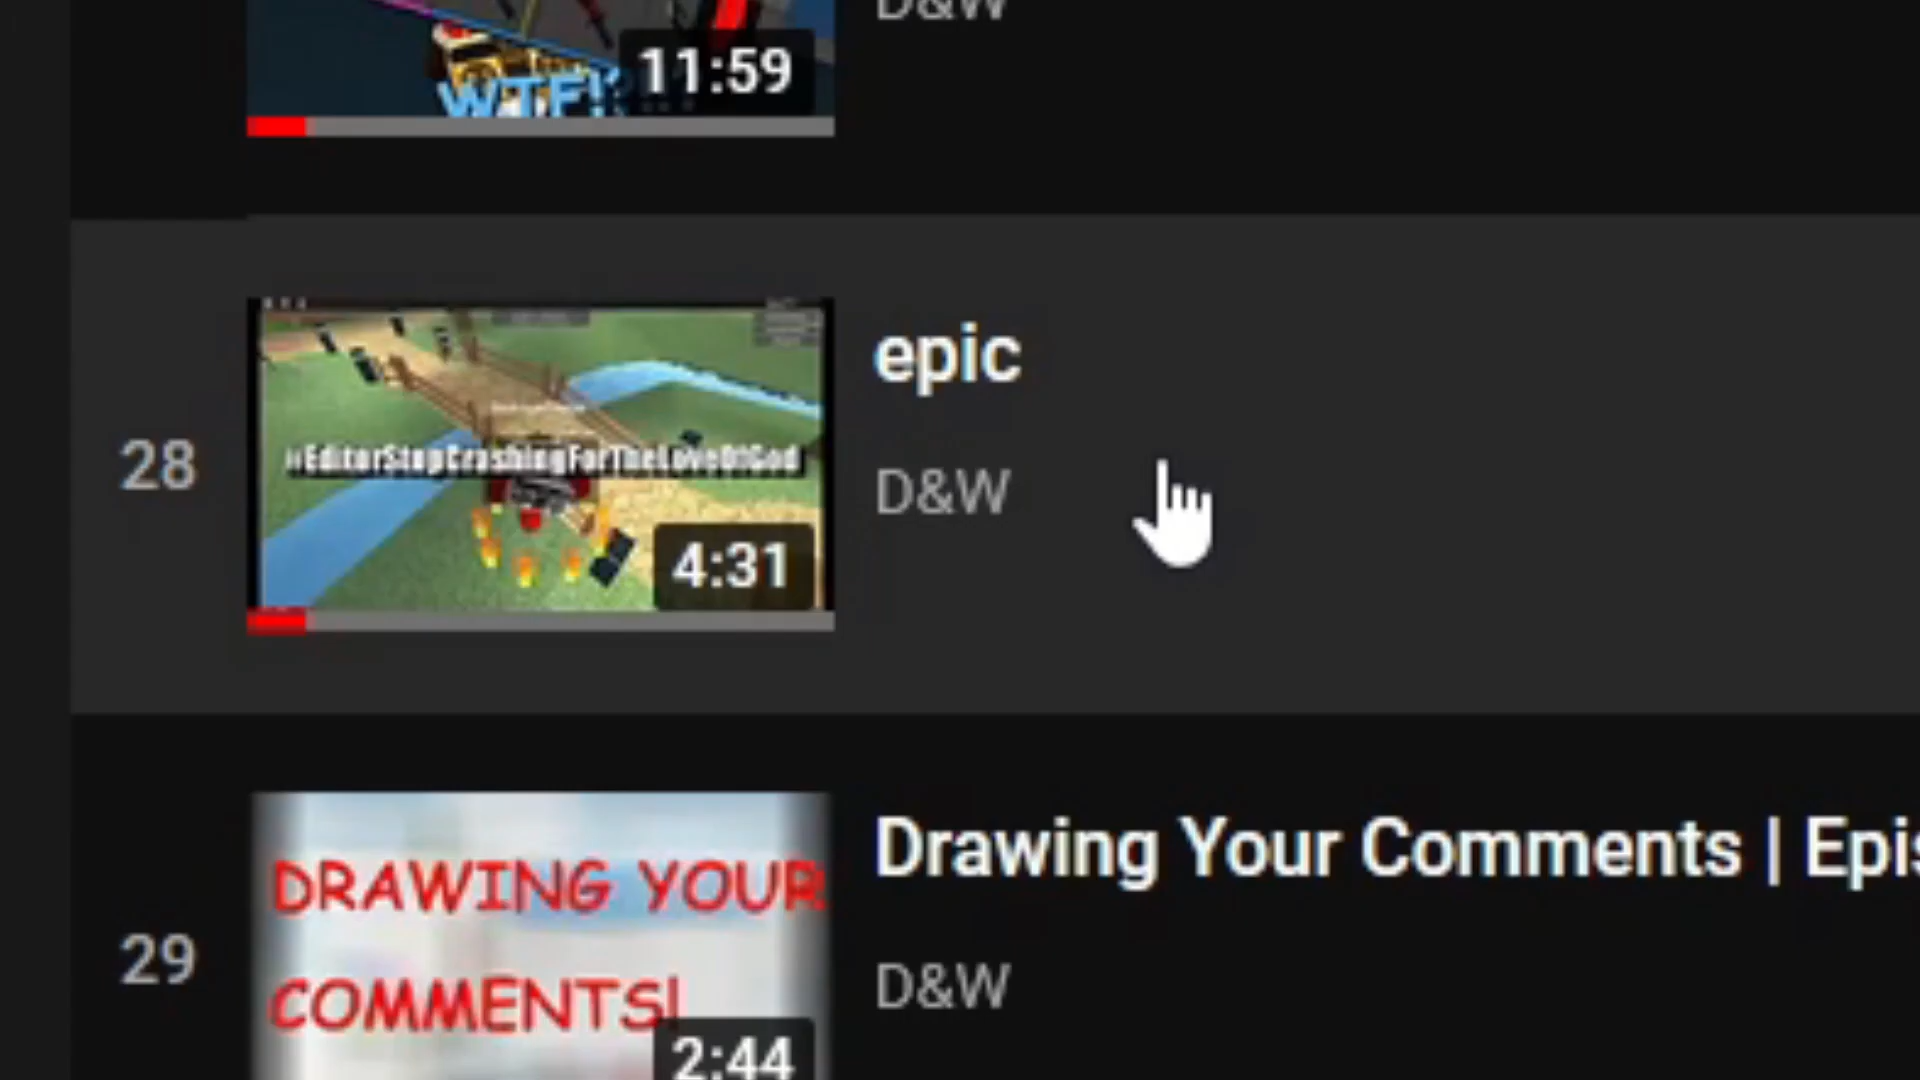 D&W
11:59
WTF!?
epic
28
#EditorStopCrashingForTheLoveOfGod
D&W
4:31
Drawing Your Comments | Epis
DRAWING YOUR
29
COMMENTS!
D&W
2:44